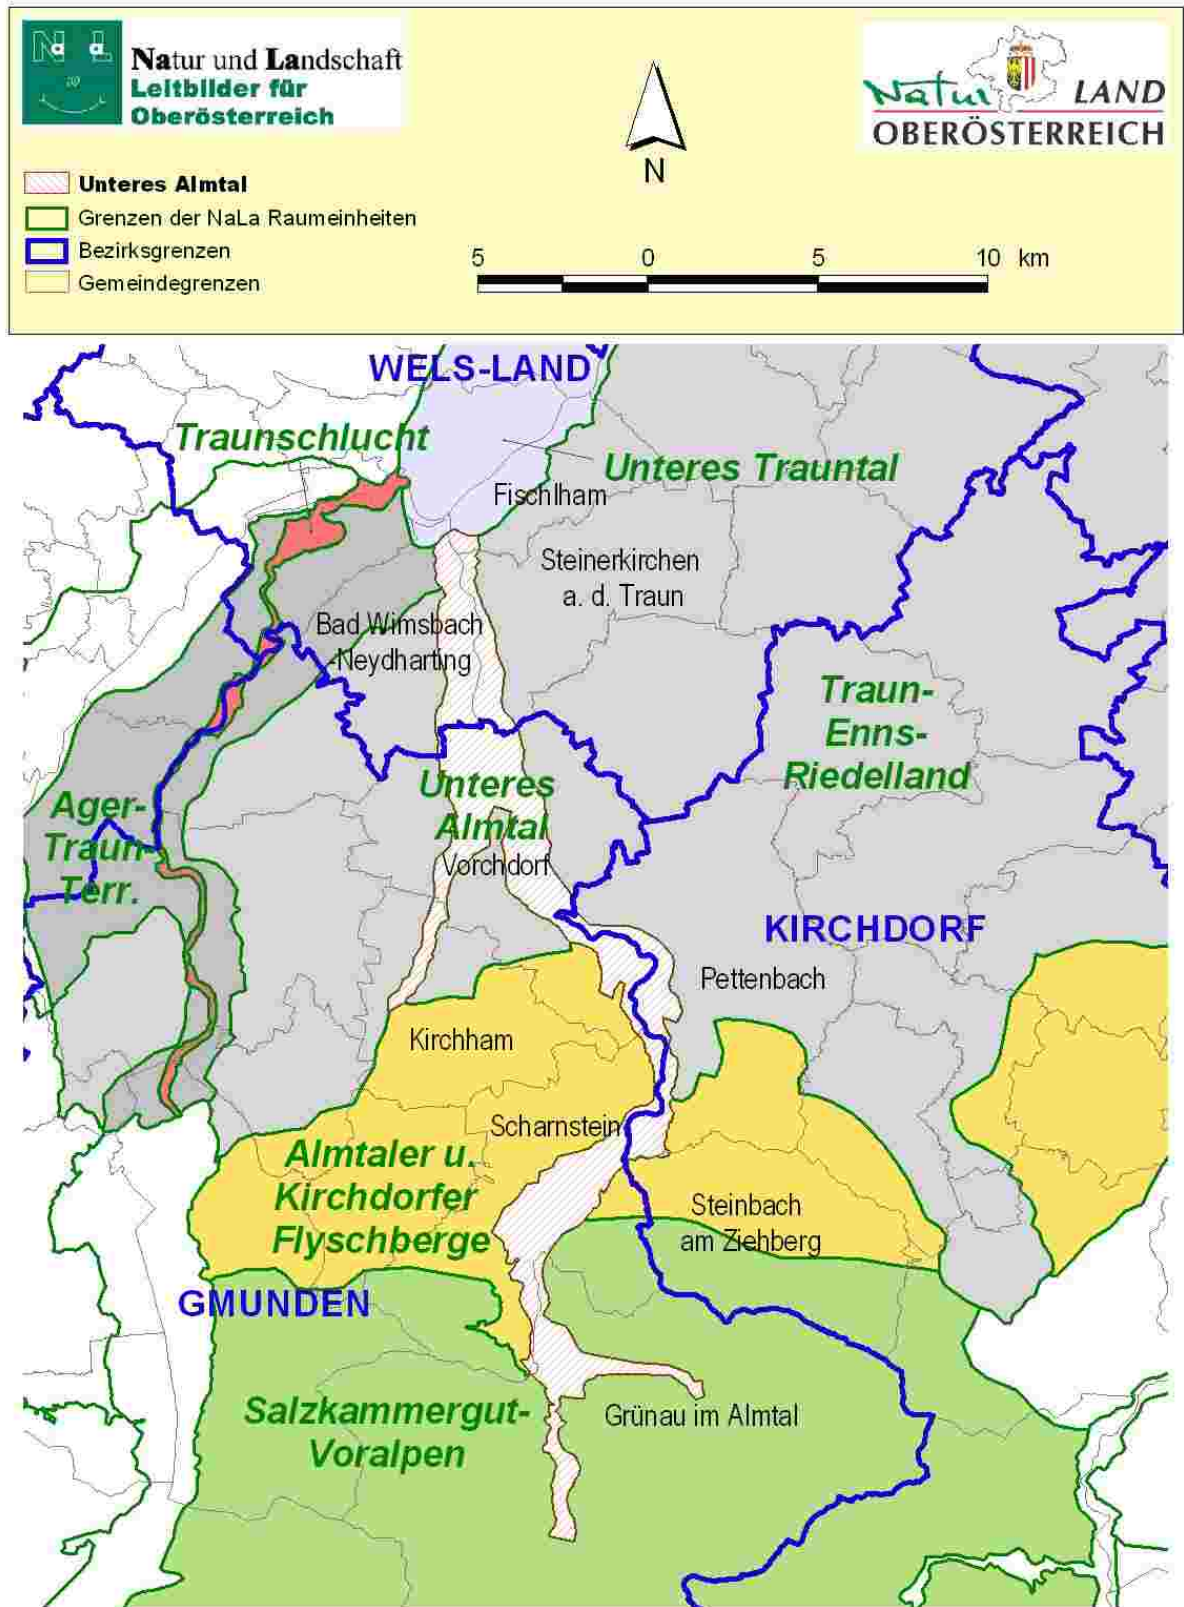 NaaL
Natur und Landschaft
Leitbilder für
Oberösterreich
N
Natur LAND
OBERÖSTERREICH
Unteres Almtal
Grenzen der NaLa Raumeinheiten
Bezirksgrenzen
Gemeindegrenzen
5 0 5 10 km
WELS-LAND
Traunschlucht
Unteres Trauntal
Fischlham
Steinerkirchen
a. d. Traun
Bad Wimsbach
-Neydharting
Traun-
Enns-
Riedelland
Unteres
Almtal
Vorchdorf
Ager-
Traun-
Terr.
KIRCHDORF
Pettenbach
Kirchham
Scharnstein
Almtaler u.
Kirchdorfer
Flyschberge
Steinbach
am Ziehberg
GMUNDEN
Salzkammergut-
Voralpen
Grünau im Almtal